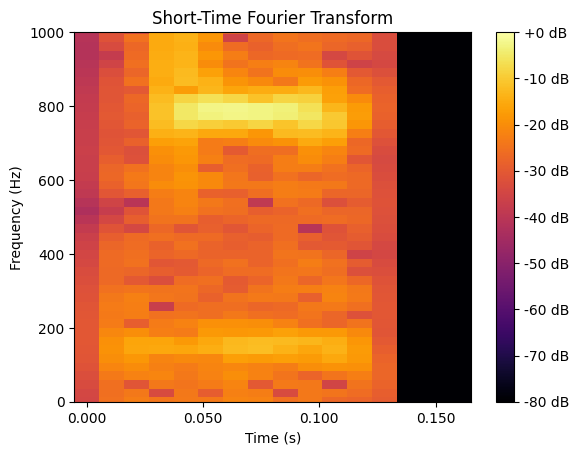 Short-Time Fourier Transform
1000
800
600
400
200
0
Frequency (Hz)
0.000
0.050
0.100
0.150
Time (s)
+0 dB
-10 dB
-20 dB
-30 dB
-40 dB
-50 dB
-60 dB
-70 dB
-80 dB